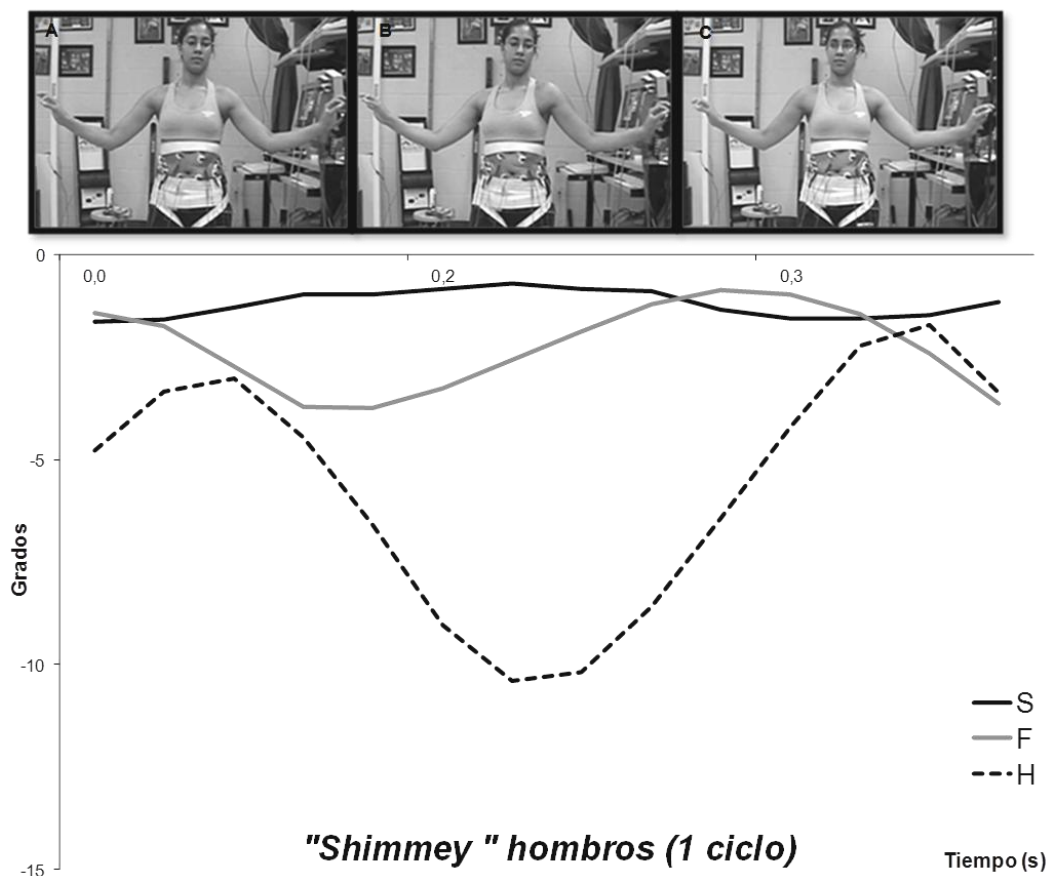 A
B
C
0
0,0
0,2
0,3
-5
Grados
-10
S
F
H
"Shimmey " hombros (1 ciclo)
Tiempo (s)
-15